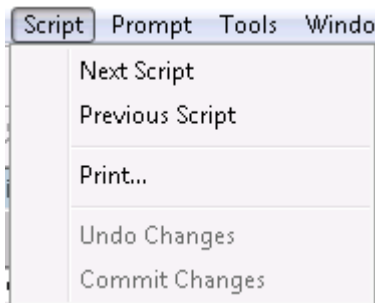 Script Prompt Tools Windo
Next Script
Previous Script
Print...
Undo Changes
Commit Changes